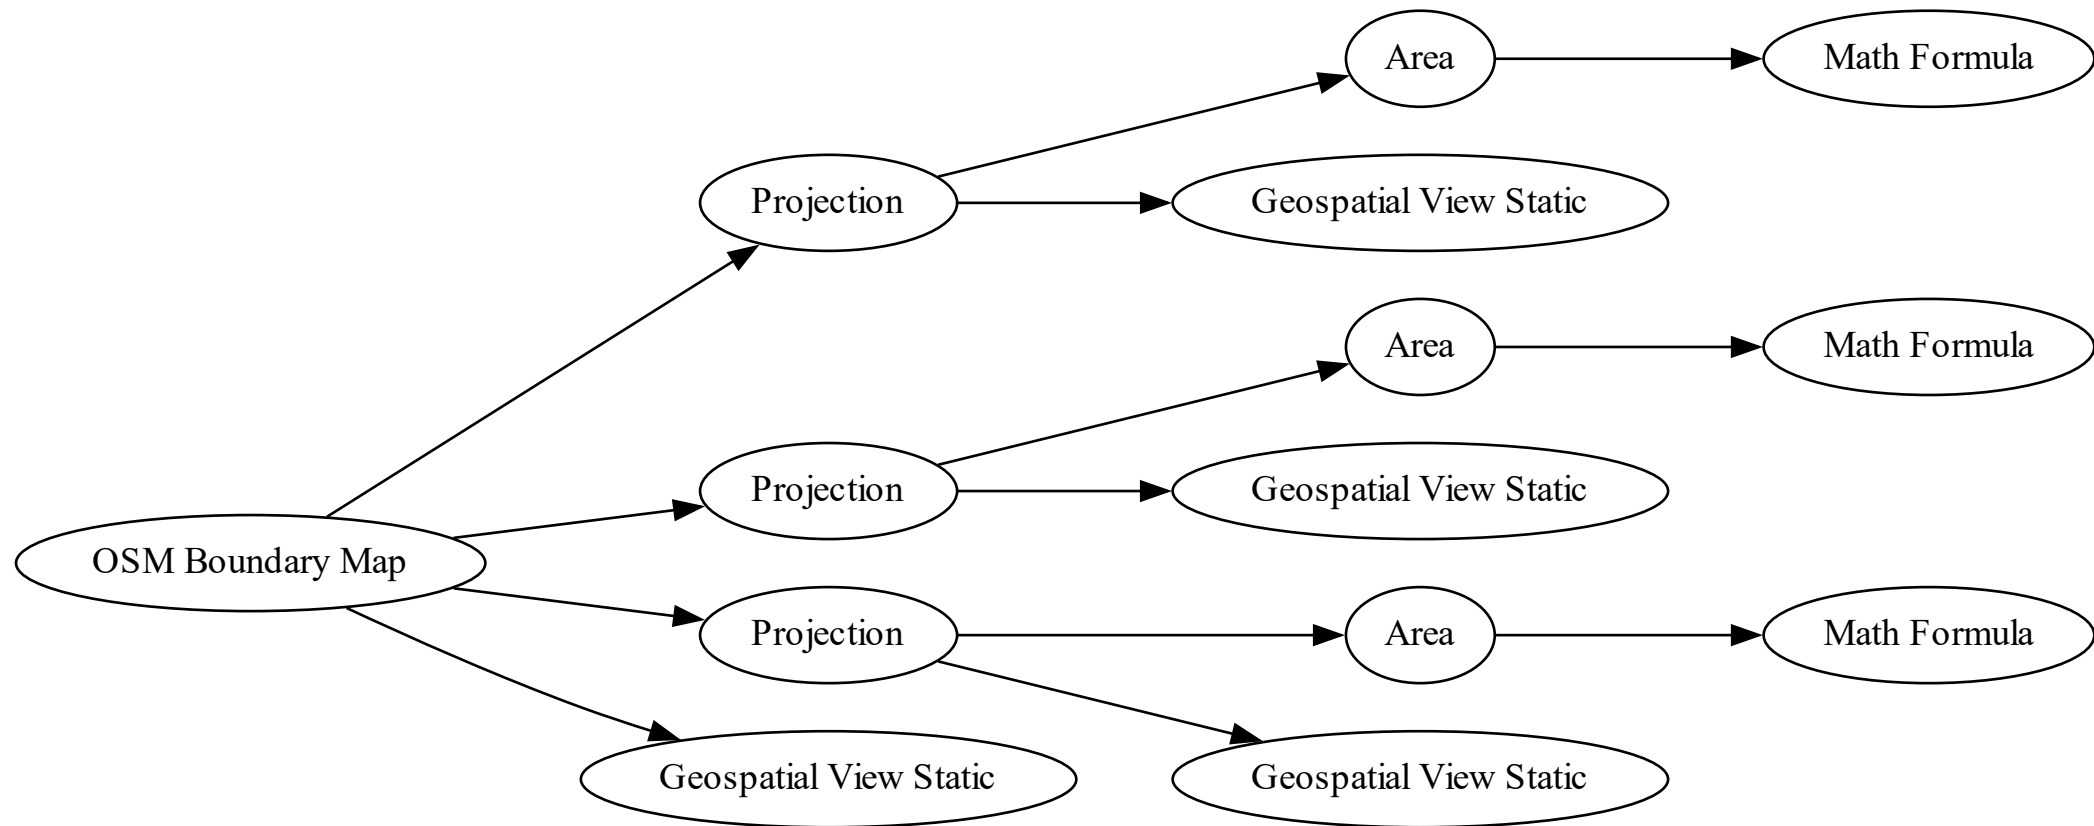 Area
Math Formula
Projection
Geospatial View Static
Area
Math Formula
Projection
Geospatial View Static
OSM Boundary Map
Projection
Area
Math Formula
Geospatial View Static
Geospatial View Static